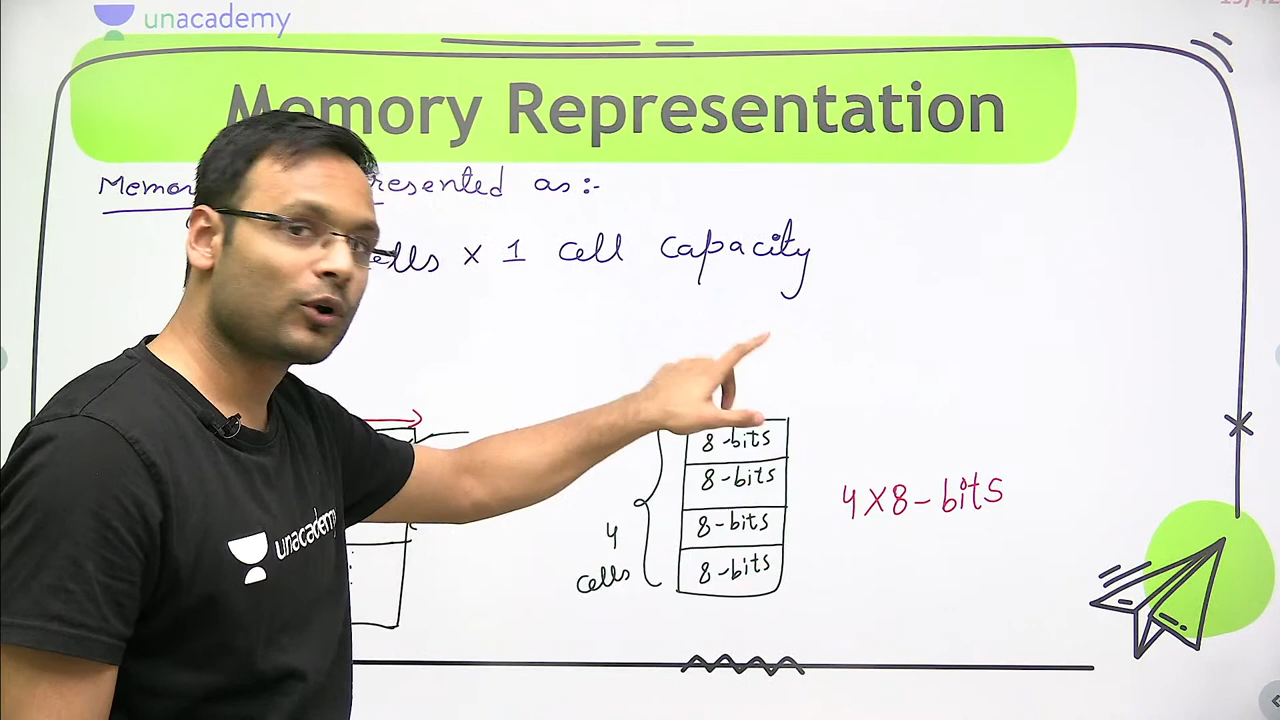 unacademy
Memory Representation
resented as:-
cells x 1 cell capacity
8-bits
8-bits
8-bits
8-bits
4
cells
4x8-bits
unacademy